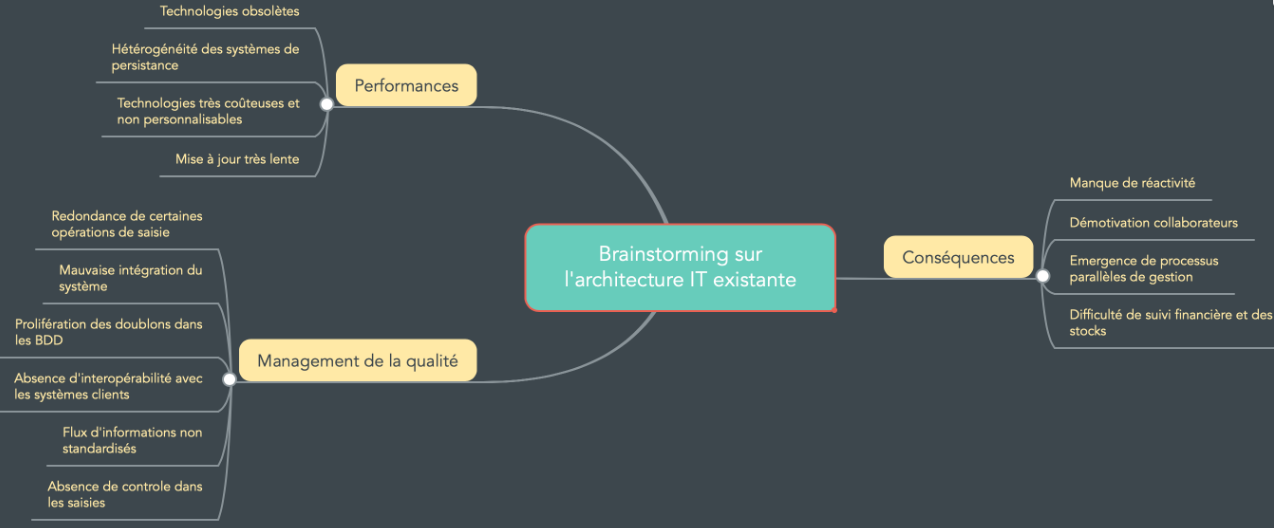 Technologies obsolètes
Hétérogénéité des systèmes de
persistance
Technologies très coûteuses et
non personnalisables
Mise à jour très lente
Performances
Redondance de certaines
opérations de saisie
Mauvaise intégration du
système
Prolifération des doublons dans
les BDD
Absence d'interopérabilité avec
les systèmes clients
Flux d'informations non
standardisés
Absence de controle dans
les saisies
Management de la qualité
Brainstorming sur
l'architecture IT existante
Conséquences
Manque de réactivité
Démotivation collaborateurs
Emergence de processus
parallèles de gestion
Difficulté de suivi financière et des
stocks